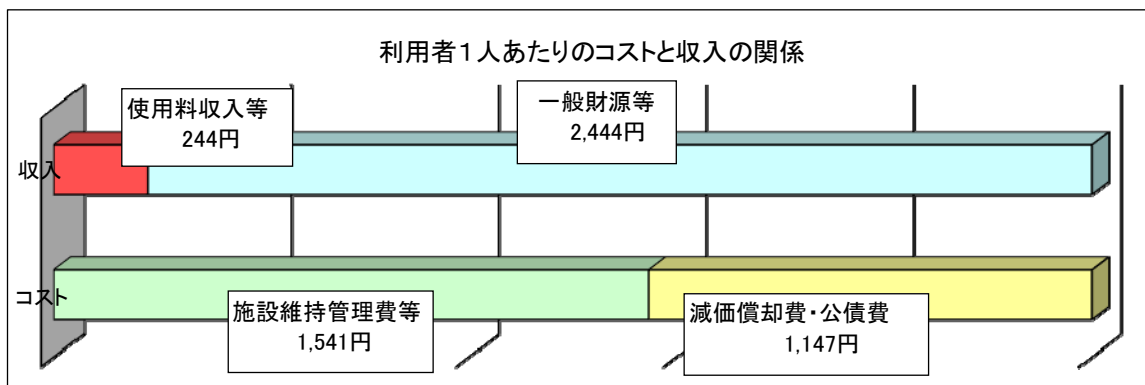 利用者１人あたりのコストと収入の関係
使用料収入等
244円
一般財源等
2,444円
収入
コスト
施設維持管理費等
1,541円
減価償却費・公債費
1,147円